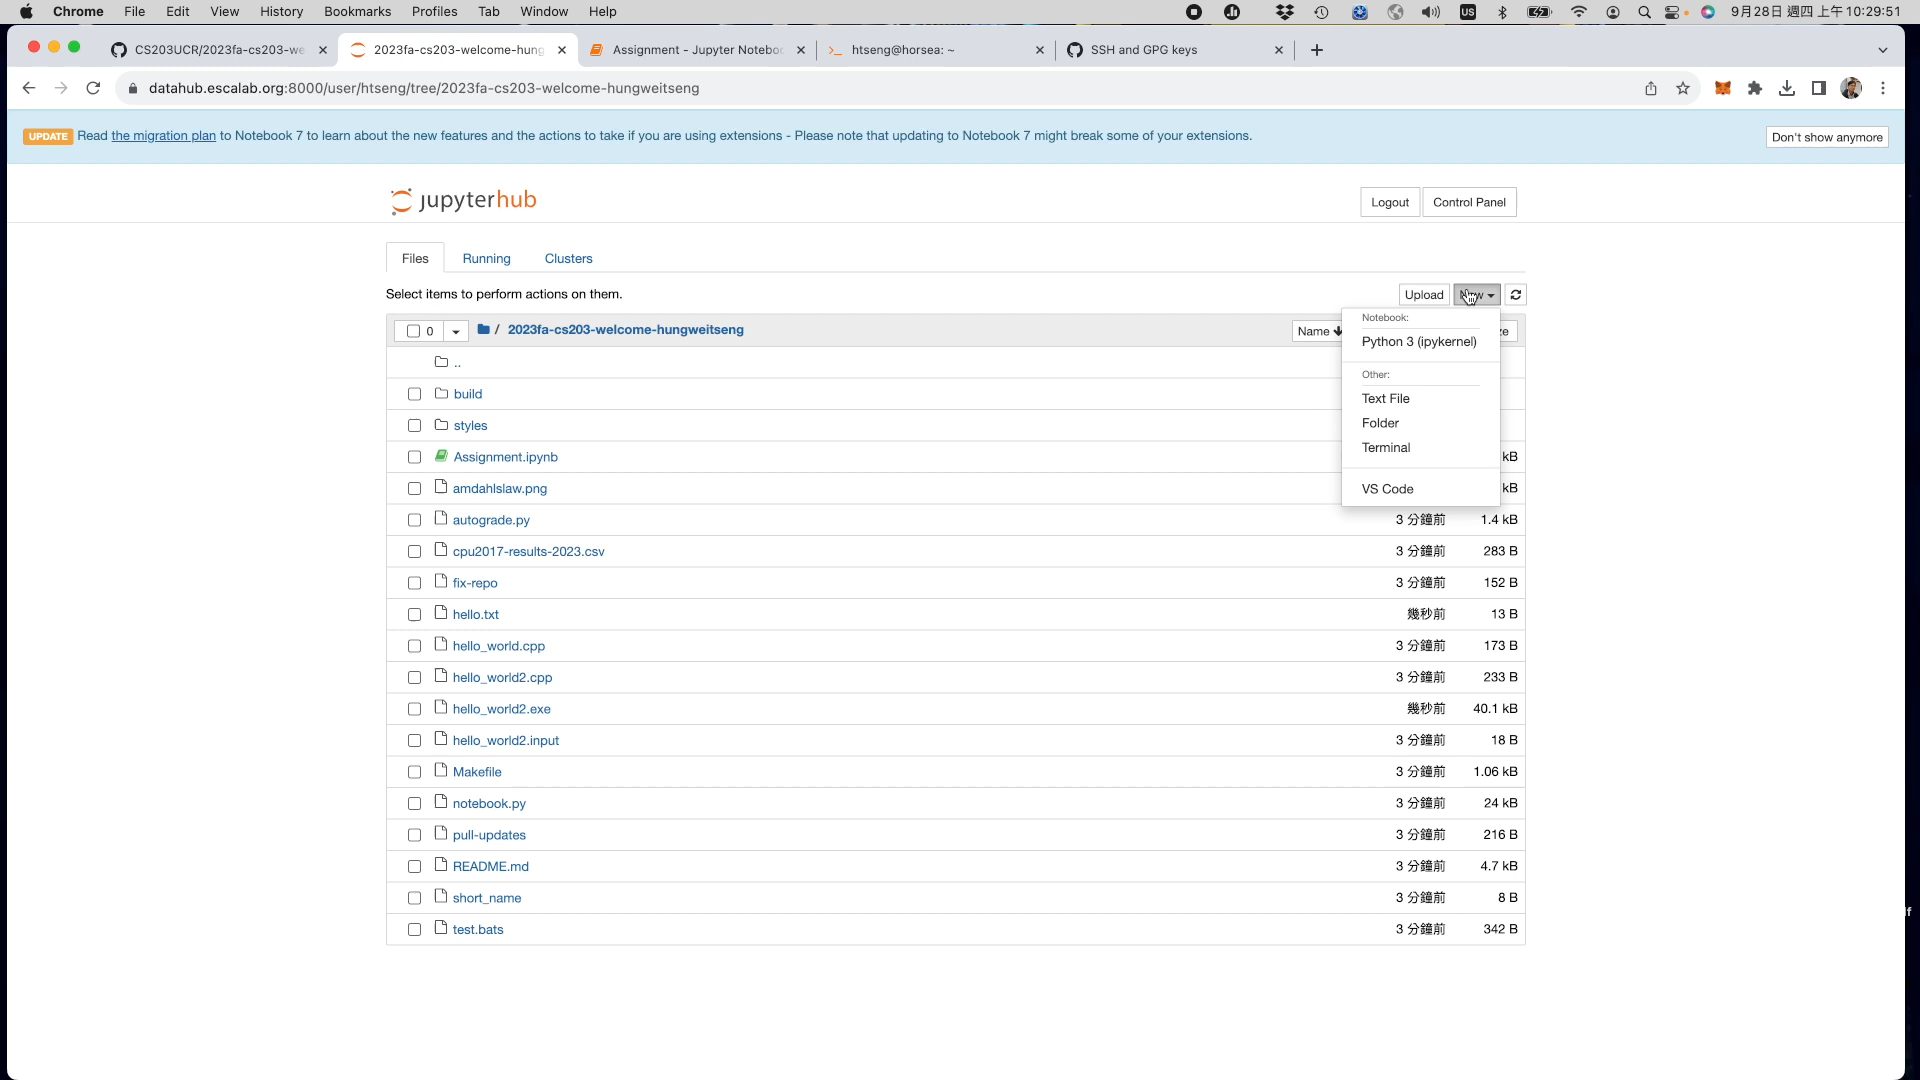 Chrome File Edit View History Bookmarks Profiles Tab Window Help US 9月28日 週四 上午10:29:51
CS203UCR/2023fa-cs203-we 2023fa-cs203-welcome-hung Assignment - Jupyter Noteboo htseng@horsea: ~ SSH and GPG keys
datahub.escalab.org:8000/user/htseng/tree/2023fa-cs203-welcome-hungweitseng
UPDATE Read the migration plan to Notebook 7 to learn about the new features and the actions to take if you are using extensions - Please note that updating to Notebook 7 might break some of your extensions. Don't show anymore
jupyterhub Logout Control Panel
Files Running Clusters
Select items to perform actions on them. Upload New
0 / 2023fa-cs203-welcome-hungweitseng Name
Notebook:
Python 3 (ipykernel)
Other:
Text File
Folder
Terminal
VS Code
..
build
styles
Assignment.ipynb kB
amdahlslaw.png kB
autograde.py 3 分鐘前 1.4 kB
cpu2017-results-2023.csv 3 分鐘前 283 B
fix-repo 3 分鐘前 152 B
hello.txt 幾秒前 13 B
hello_world.cpp 3 分鐘前 173 B
hello_world2.cpp 3 分鐘前 233 B
hello_world2.exe 幾秒前 40.1 kB
hello_world2.input 3 分鐘前 18 B
Makefile 3 分鐘前 1.06 kB
notebook.py 3 分鐘前 24 kB
pull-updates 3 分鐘前 216 B
README.md 3 分鐘前 4.7 kB
short_name 3 分鐘前 8 B
test.bats 3 分鐘前 342 B